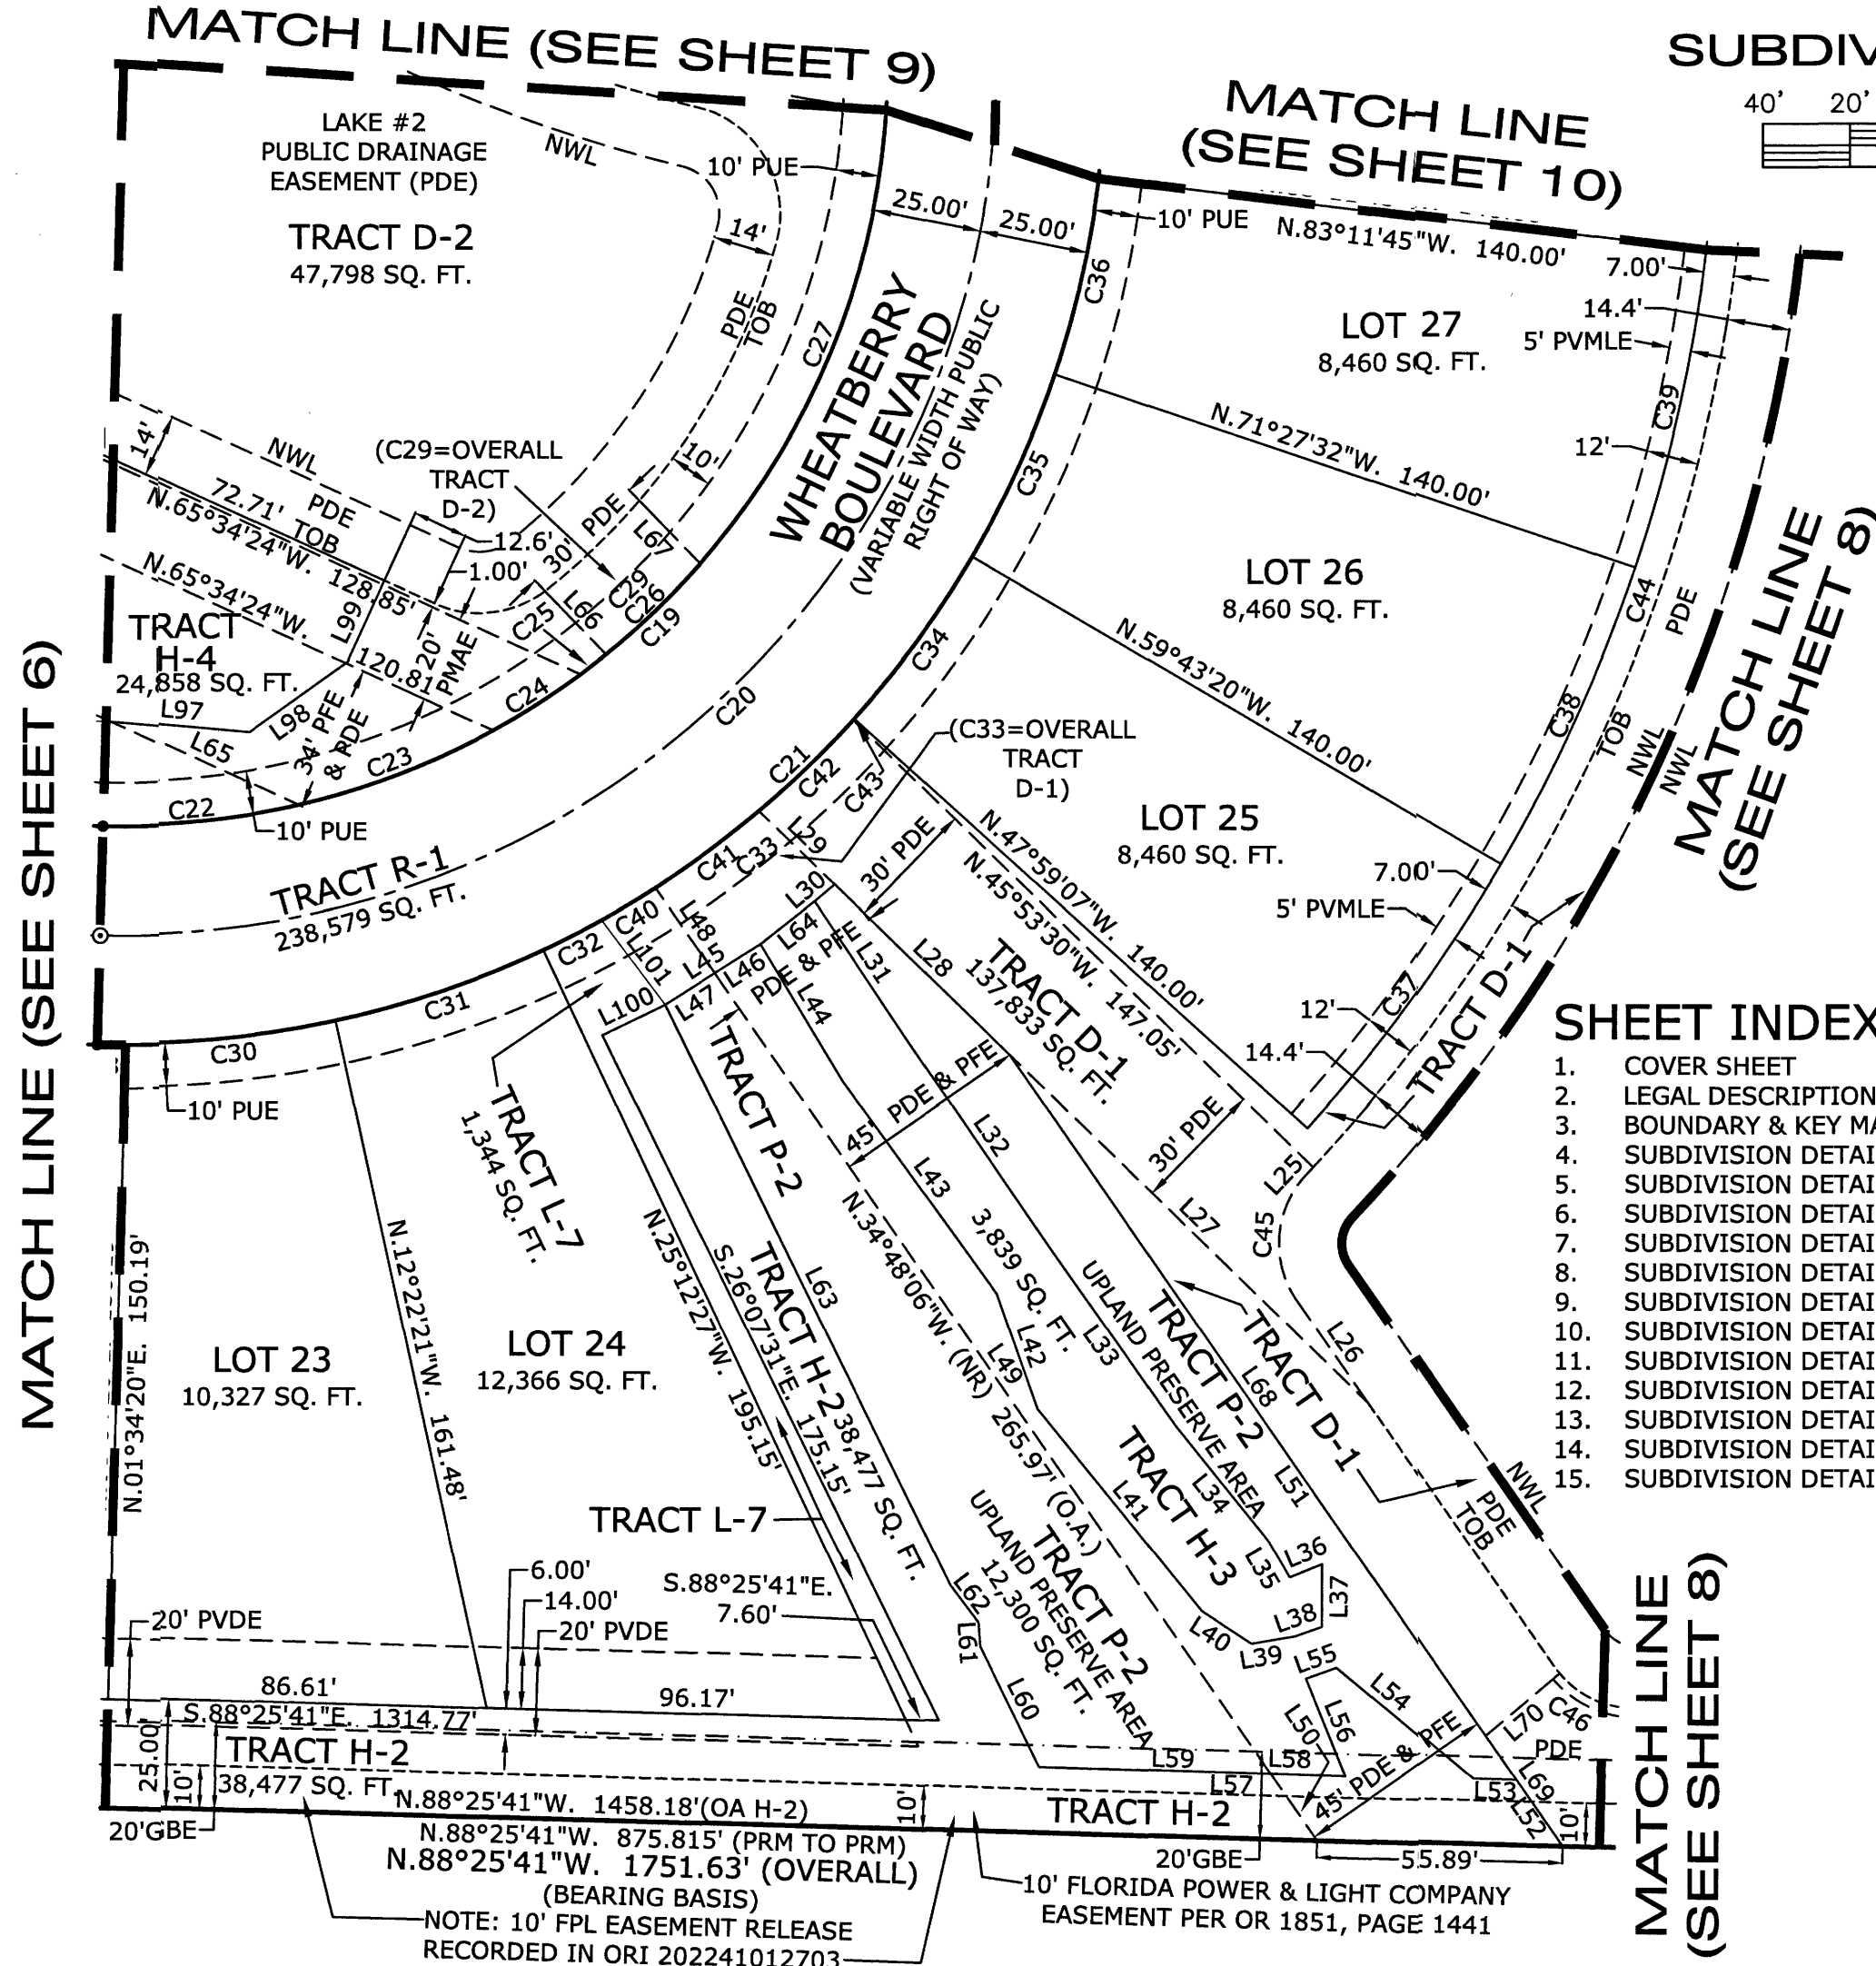 MATCH LINE (SEE SHEET 9)
MATCH LINE
(SEE SHEET 10)
SUBDIV
40' 20'
LAKE #2
PUBLIC DRAINAGE
EASEMENT (PDE)
TRACT D-2
47,798 SQ. FT.
NWL
10' PUE
14'
PDE
TOB
C27
25.00'
25.00'
10' PUE
C36
N.83°11'45"W. 140.00'
7.00'
14.4'
5' PVMLE
LOT 27
8,460 SQ. FT.
C39
12'
WHEATBERRY
BOULEVARD
(VARIABLE WIDTH PUBLIC
RIGHT OF WAY)
C35
N.71°27'32"W. 140.00'
14'
NWL
PDE
72.71' TOB
N.65°34'24"W. 128.85'
N.65°34'24"W.
120.81'
(C29=OVERALL
TRACT
D-2)
10'
12.6'
1.00'
30' PDE
L67
L66
C29
C26
C19
C25
L99
20'
PMAE
C24
TRACT
H-4
24,858 SQ. FT.
L97
L98
L65
34' PFE
& PDE
C23
C22
10' PUE
C20
C34
LOT 26
8,460 SQ. FT.
C44
PDE
N.59°43'20"W. 140.00'
C38
TOB
NWL
NWL
MATCH LINE
(SEE SHEET 8)
MATCH LINE (SEE SHEET 6)
TRACT R-1
238,579 SQ. FT.
C21
C42
C43
(C33=OVERALL
TRACT
D-1)
LOT 25
8,460 SQ. FT.
7.00'
5' PVMLE
C41
C33
L29
L30
30' PDE
N.47°59'07"W. 140.00'
N.45°53'30"W. 147.05'
C40
C32
L48
L45
L46
L64
PDE & PFE
L31
L28
TRACT D-1
137,833 SQ. FT.
C37
12'
14.4'
TRACT D-1
C31
C30
10' PUE
L101
L100
L47
L44
TRACT L-7
1,344 SQ. FT.
TRACT P-2
45' PDE & PFE
L32
L43
30' PDE
L27
L25
C45
L26
SHEET INDEX
1. COVER SHEET
2. LEGAL DESCRIPTION
3. BOUNDARY & KEY MA
4. SUBDIVISION DETAI
5. SUBDIVISION DETAI
6. SUBDIVISION DETAI
7. SUBDIVISION DETAI
8. SUBDIVISION DETAI
9. SUBDIVISION DETAI
10. SUBDIVISION DETAI
11. SUBDIVISION DETAI
12. SUBDIVISION DETAI
13. SUBDIVISION DETAI
14. SUBDIVISION DETAI
15. SUBDIVISION DETAI
N.01°34'20"E. 150.19'
N.12°22'21"W. 161.48'
LOT 23
10,327 SQ. FT.
LOT 24
12,366 SQ. FT.
N.25°12'27"W. 195.15'
S.26°07'31"E. 175.15'
TRACT H-2
38,477 SQ. FT.
L63
N.34°48'06"W. (NR) 265.97' (O.A.)
L49
L42
3,839 SQ. FT.
UPLAND PRESERVE AREA
TRACT P-2
L33
L68
TRACT D-1
L51
L34
L41
TRACT H-3
L35
L36
L37
L38
L39
L40
NWL
PDE
TOB
TRACT L-7
UPLAND PRESERVE AREA
12,300 SQ. FT.
TRACT P-2
6.00'
14.00'
20' PVDE
S.88°25'41"E.
7.60'
L62
L61
L60
20' PVDE
86.61'
96.17'
S.88°25'41"E. 1314.77'
L55
L54
L56
L50
L70
C46
PDE
45' PDE & PFE
L59
L58
L57
L53
L69
L52
10'
25.00'
10'
TRACT H-2
38,477 SQ. FT.
N.88°25'41"W. 1458.18'(OA H-2)
10'
TRACT H-2
20'GBE
20'GBE
55.89'
N.88°25'41"W. 875.815' (PRM TO PRM)
N.88°25'41"W. 1751.63' (OVERALL)
(BEARING BASIS)
NOTE: 10' FPL EASEMENT RELEASE
RECORDED IN ORI 202241012703
10' FLORIDA POWER & LIGHT COMPANY
EASEMENT PER OR 1851, PAGE 1441
MATCH LINE
(SEE SHEET 8)